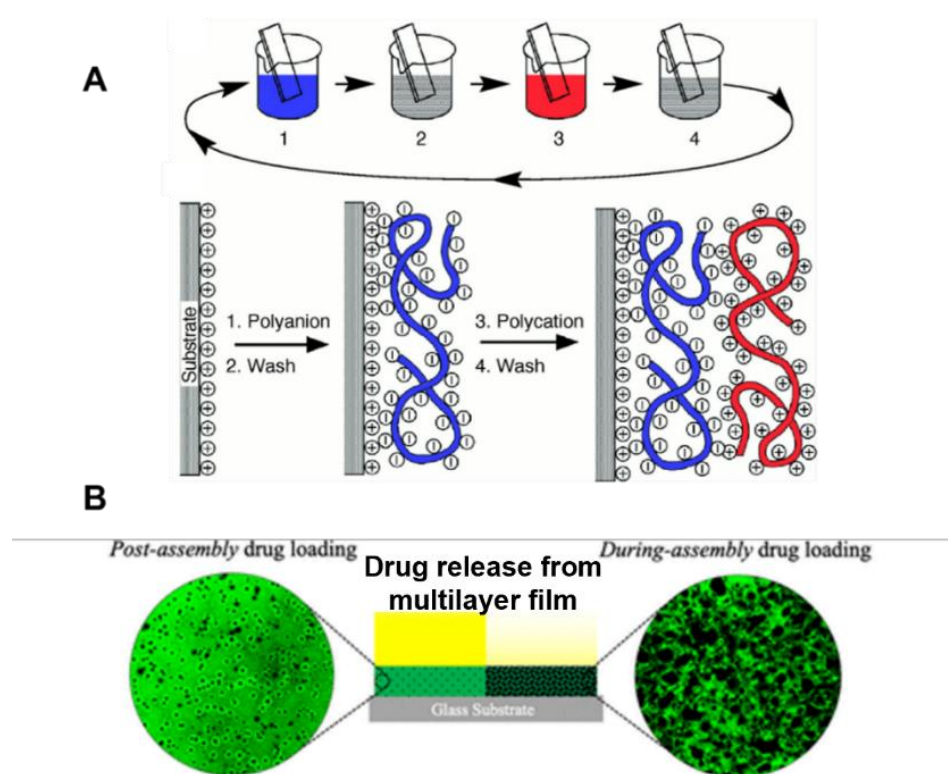 A
1
2
3
4
Substrate
1. Polyanion
2. Wash
3. Polycation
4. Wash
B
Post-assembly drug loading
During-assembly drug loading
Drug release from
multilayer film
Glass Substrate